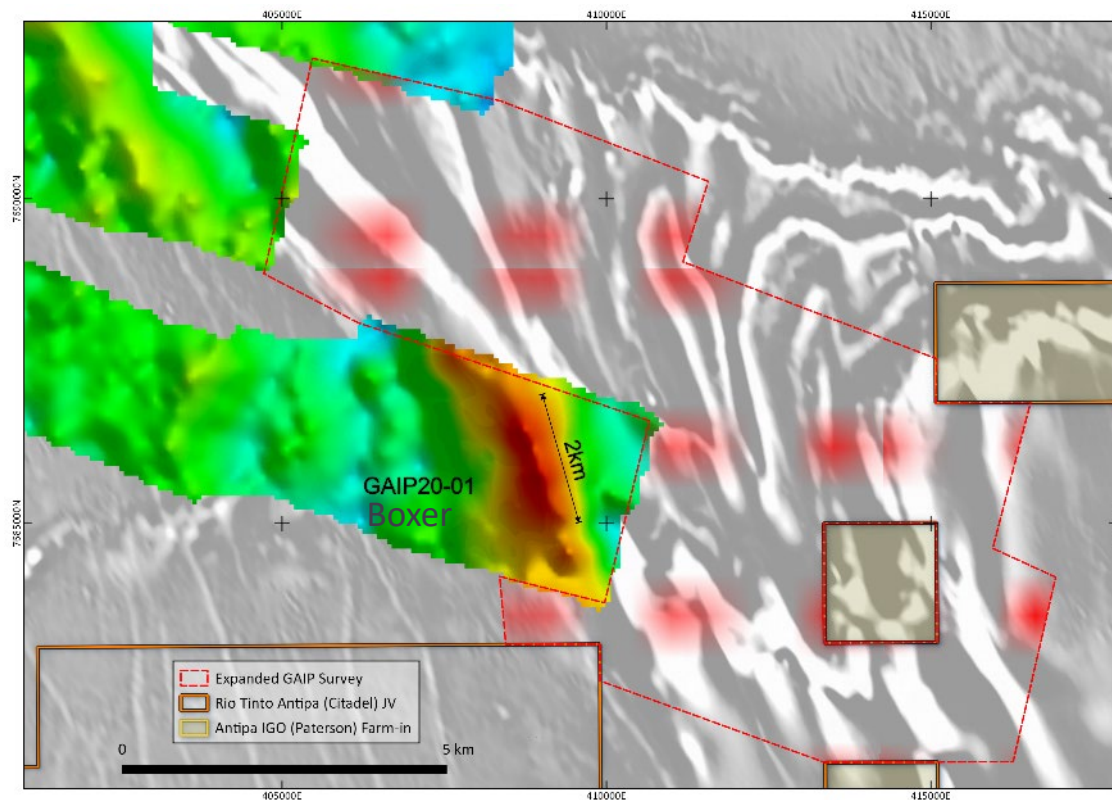 405000E
410000E
415000E
7590000N
2km
GAIP20-01
Boxer
7585000N
Expanded GAIP Survey
Rio Tinto Antipa (Citadel) JV
Antipa IGO (Paterson) Farm-in
0
5 km
405000E
410000E
415000E